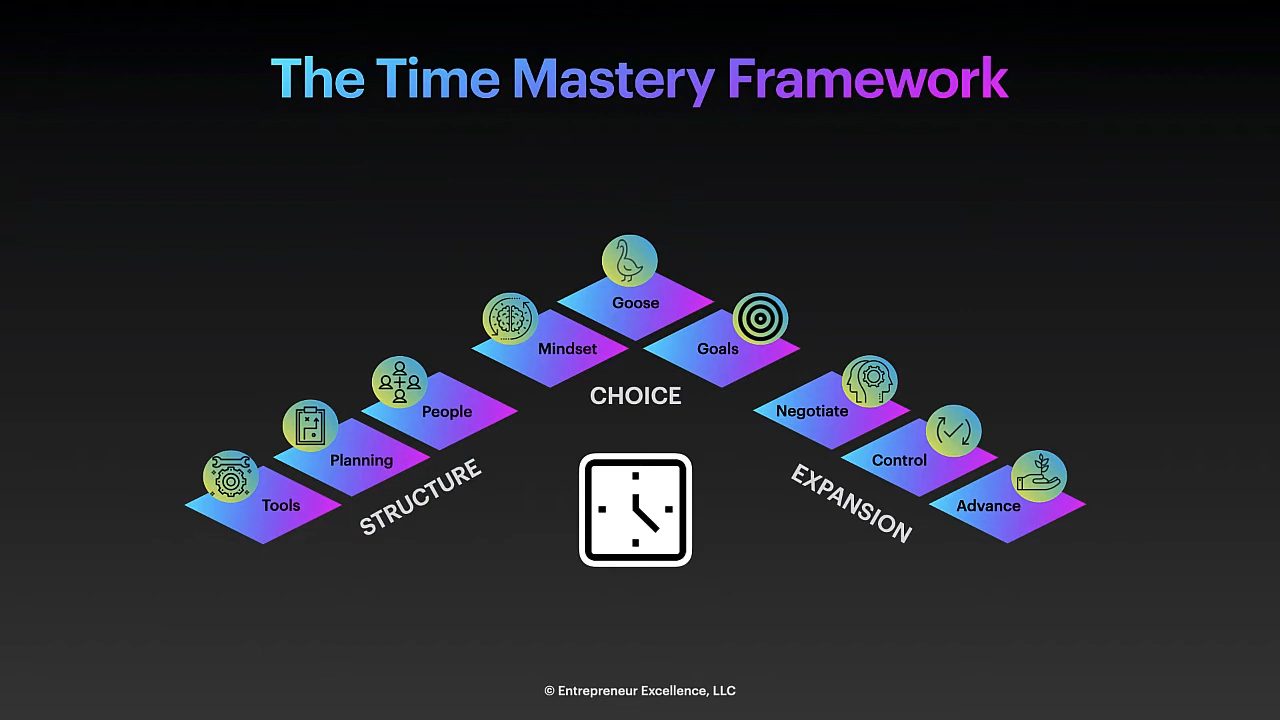 The Time Mastery Framework
Goose
Mindset
Goals
CHOICE
People
Negotiate
Planning
Control
STRUCTURE
EXPANSION
Tools
Advance
© Entrepreneur Excellence, LLC